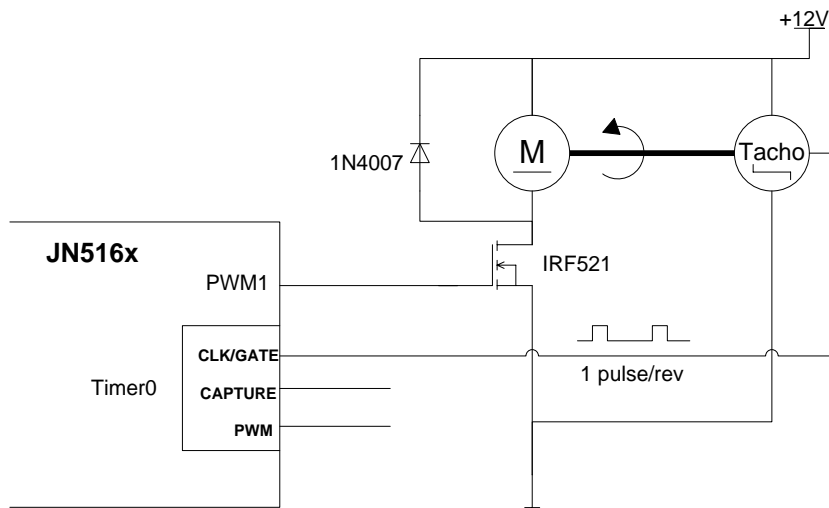 +12V
1N4007
M
Tacho
JN516x
IRF521
PWM1
CLK/GATE
1 pulse/rev
Timer0
CAPTURE
PWM